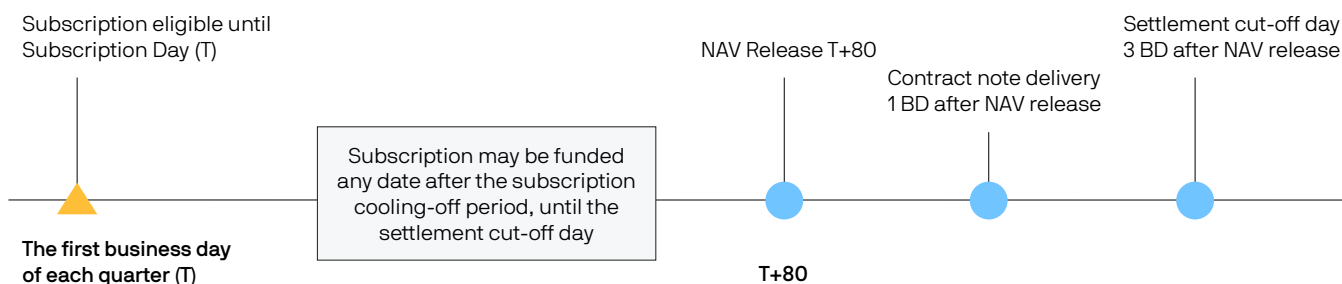 Subscription eligible until
Subscription Day (T)
The first business day
of each quarter (T)
Subscription may be funded
any date after the subscription
cooling-off period, until the
settlement cut-off day
NAV Release T+80
T+80
Contract note delivery
1 BD after NAV release
Settlement cut-off day
3 BD after NAV release